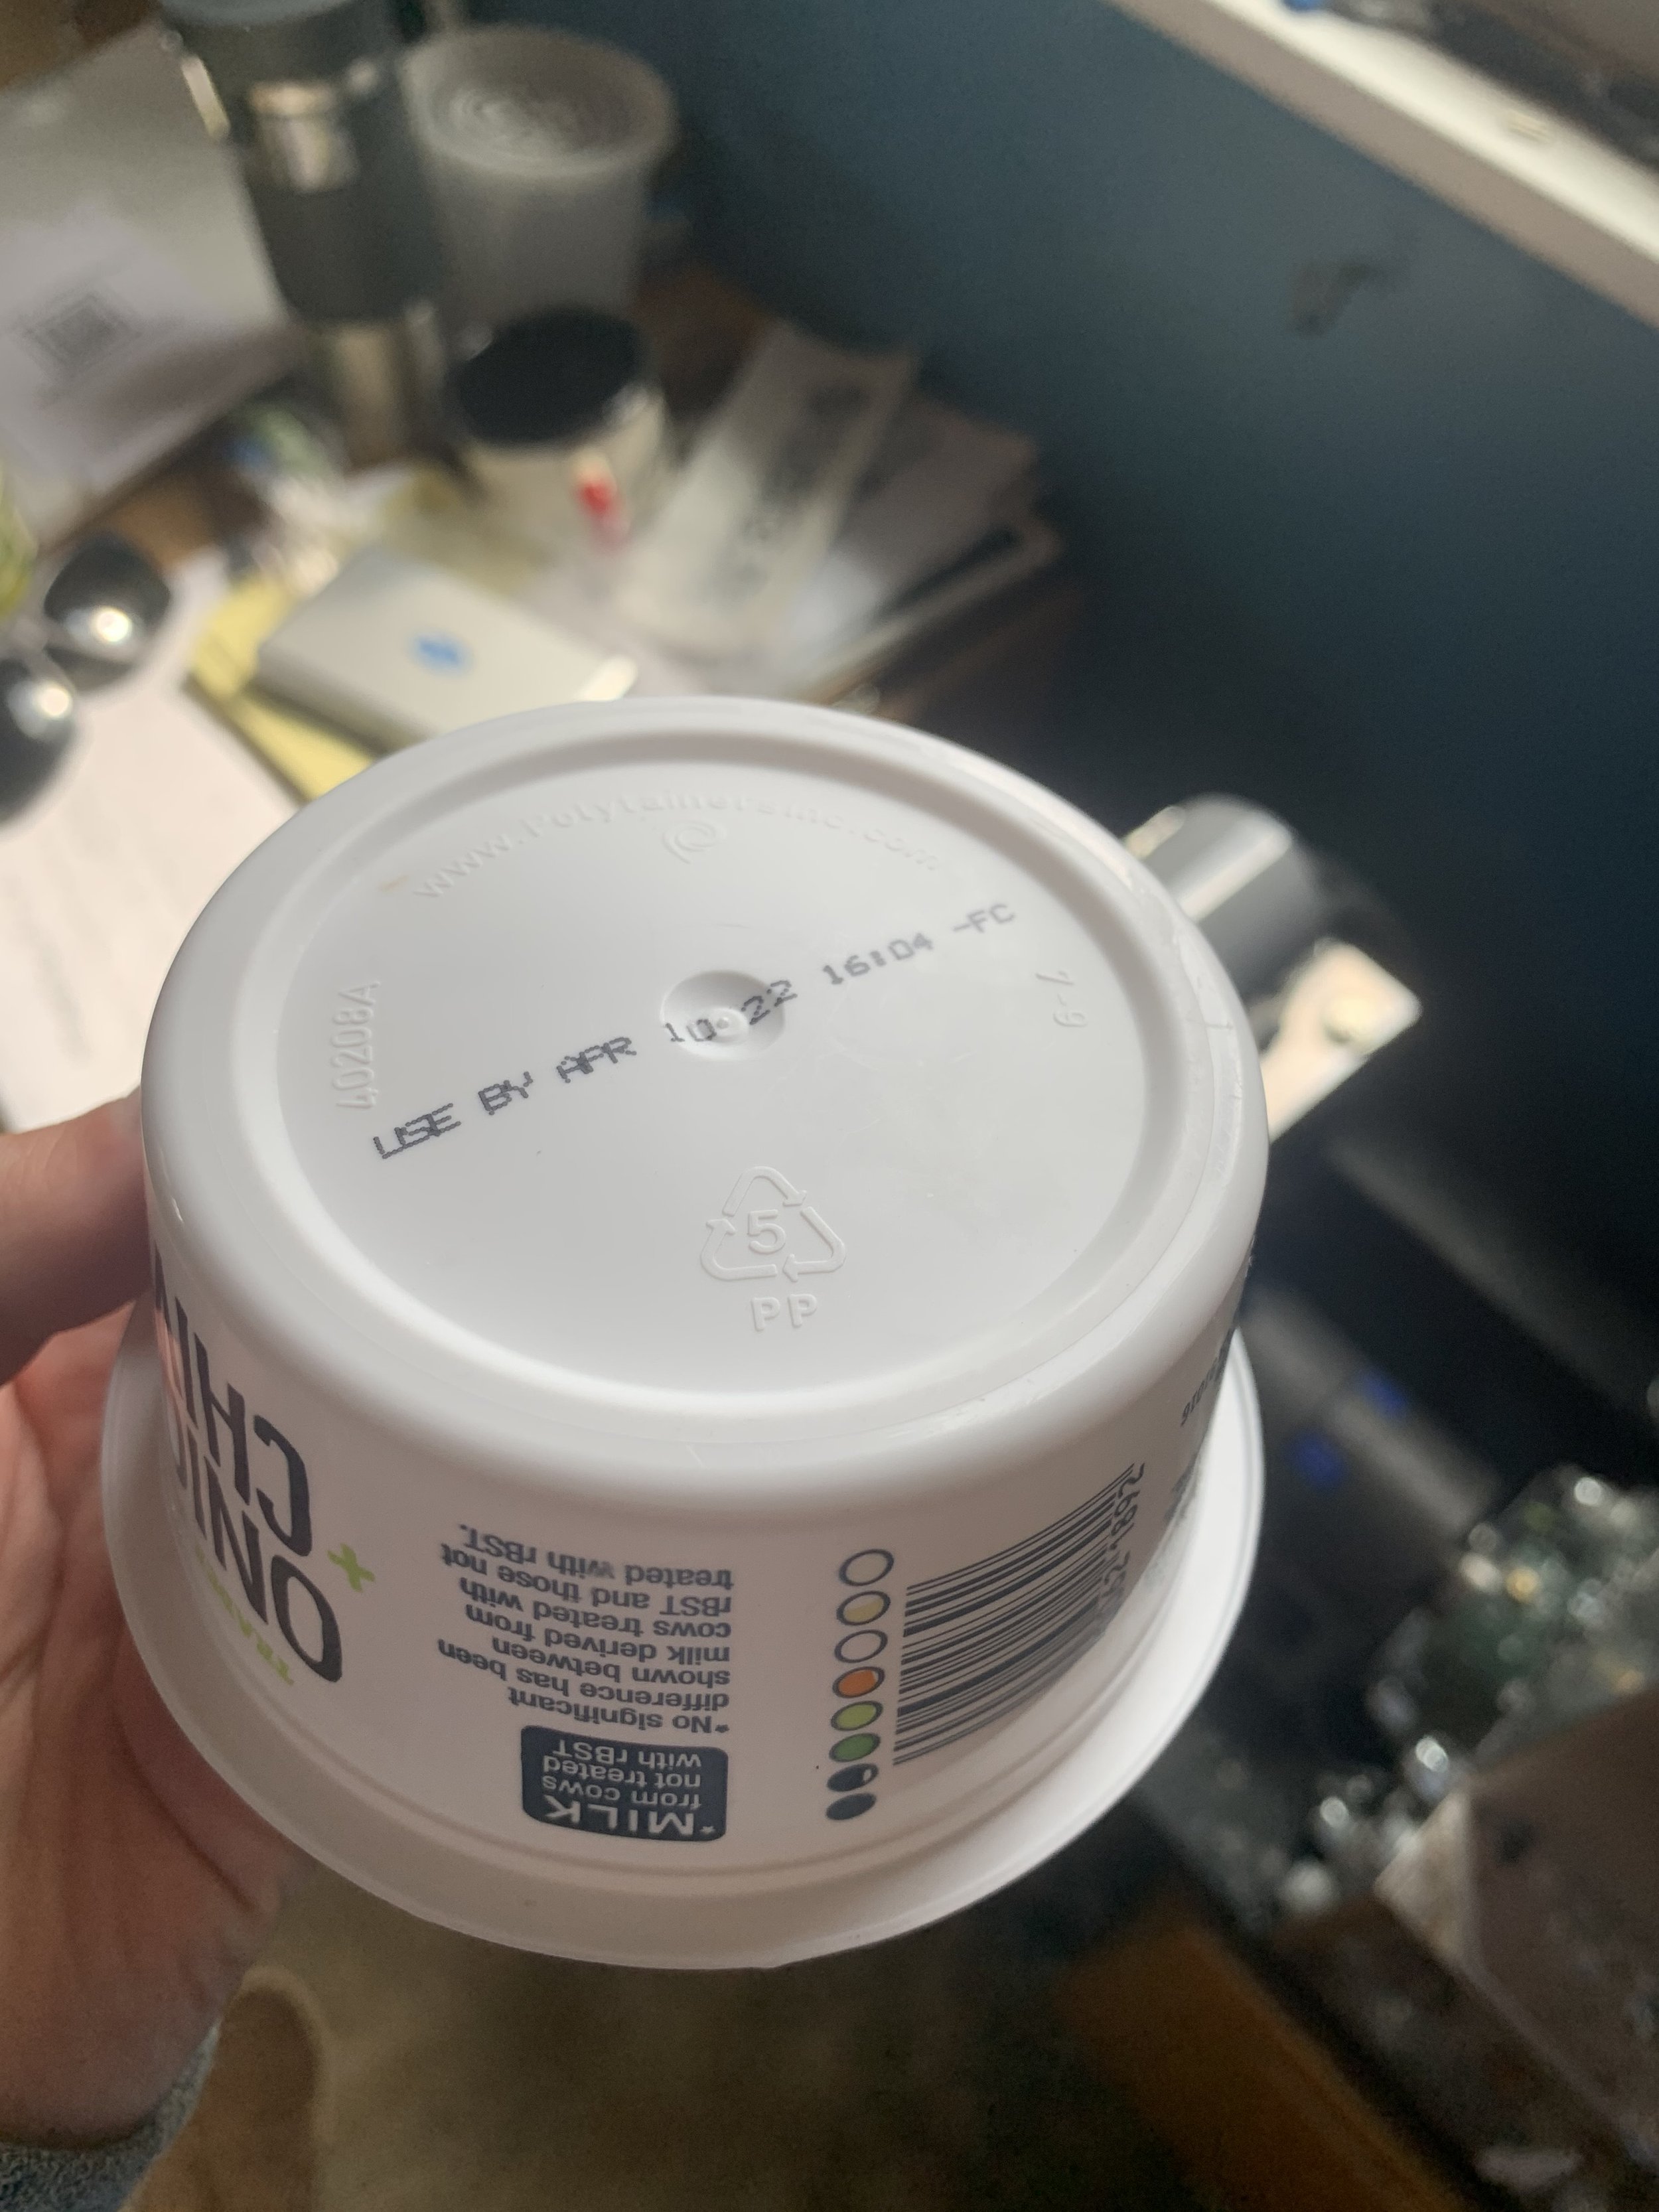 www.Polytainersinc.com
40208A
7-9
USE BY APR 10 22 16:04 -FC
5
PP
ONIO
CHIV
*MILK
from cows
not treated
with rBST
*No significant
difference has been
shown between
milk derived from
cows treated with
rBST and those not
treated with rBST.